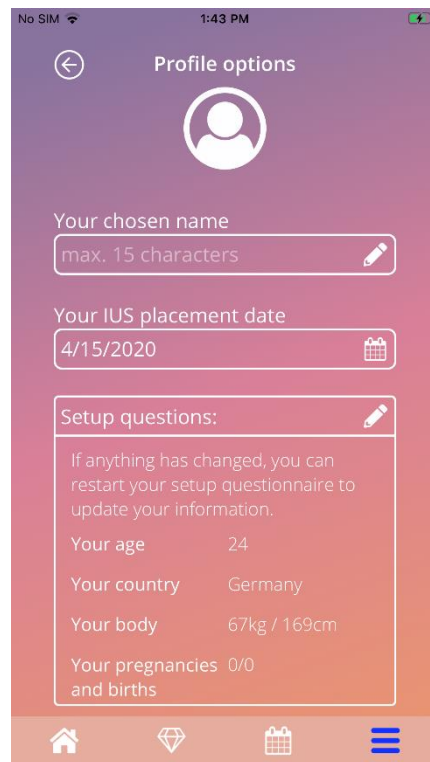 No SIM 1:43 PM
Profile options
Your chosen name
max. 15 characters
Your IUS placement date
4/15/2020
Setup questions:
If anything has changed, you can
restart your setup questionnaire to
update your information.
Your age 24
Your country Germany
Your body 67kg / 169cm
Your pregnancies 0/0
and births